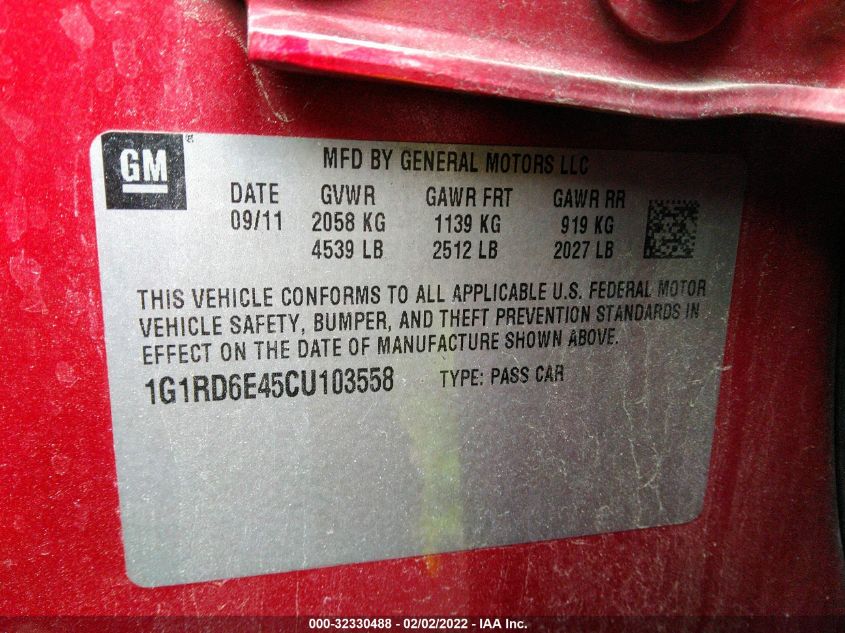 GM
MFD BY GENERAL MOTORS LLC
DATE GVWR GAWR FRT GAWR RR
09/11 2058 KG 1139 KG 919 KG
4539 LB 2512 LB 2027 LB
THIS VEHICLE CONFORMS TO ALL APPLICABLE U.S. FEDERAL MOTOR
VEHICLE SAFETY, BUMPER, AND THEFT PREVENTION STANDARDS IN
EFFECT ON THE DATE OF MANUFACTURE SHOWN ABOVE.
1G1RD6E45CU103558 TYPE: PASS CAR
000-32330488 - 02/02/2022 - IAA Inc.